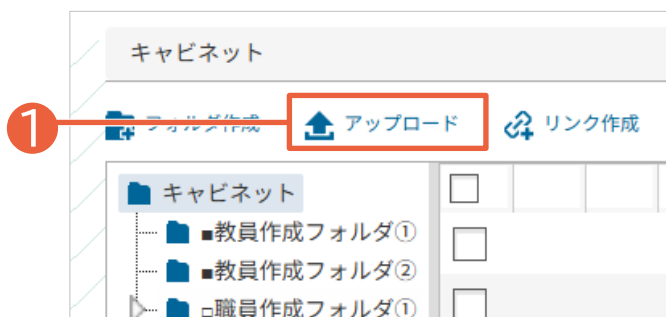 キャビネット
1 フォルダ作成 アップロード リンク作成
キャビネット
■教員作成フォルダ①
■教員作成フォルダ②
□職員作成フォルダ①